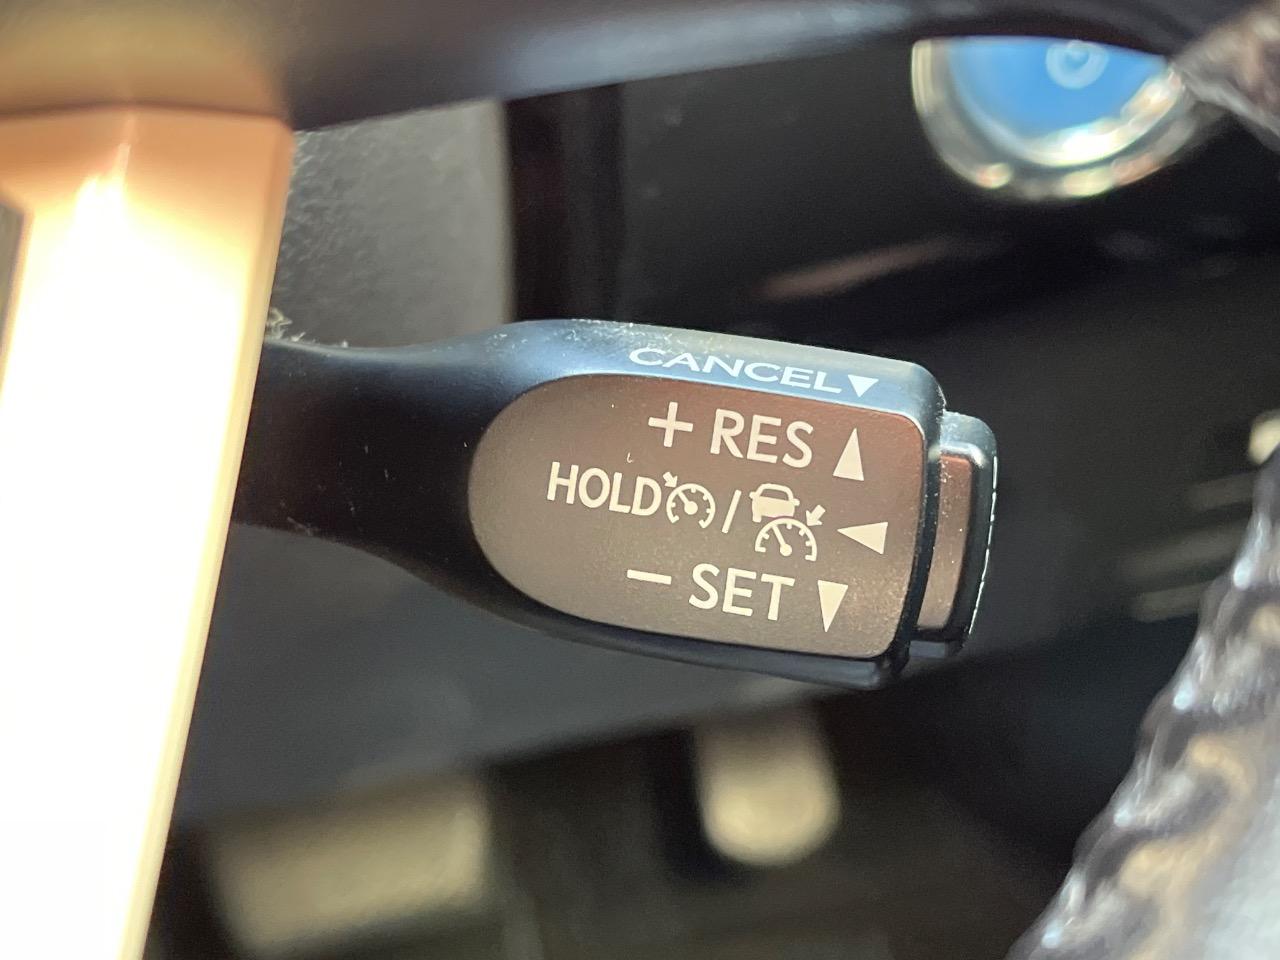 CANCEL▼
+ RES ▲
HOLD / ◀
− SET ▼